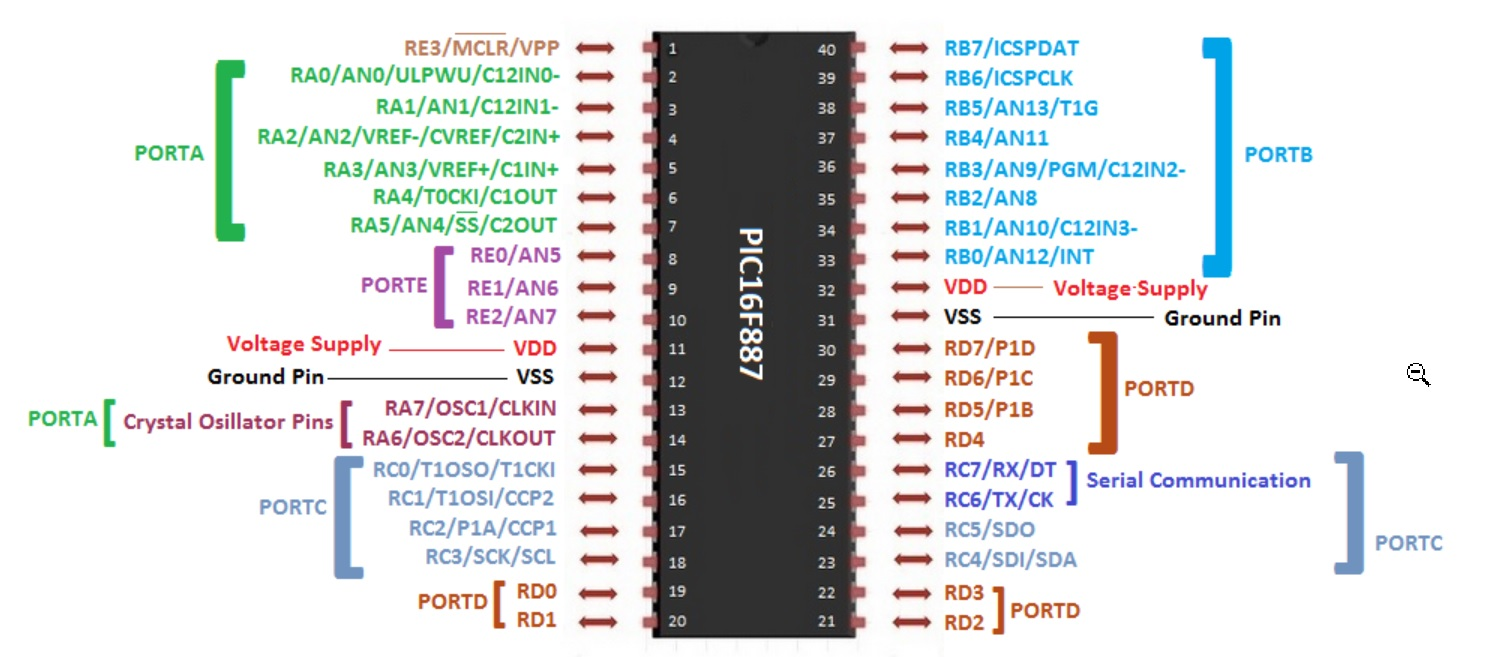 RE3/MCLR/VPP
RA0/AN0/ULPWU/C12IN0-
RA1/AN1/C12IN1-
RA2/AN2/VREF-/CVREF/C2IN+
RA3/AN3/VREF+/C1IN+
RA4/T0CKI/C1OUT
RA5/AN4/SS/C2OUT
PORTA
RE0/AN5
RE1/AN6
RE2/AN7
PORTE
Voltage Supply VDD
Ground Pin VSS
PORTA Crystal Osillator Pins
RA7/OSC1/CLKIN
RA6/OSC2/CLKOUT
RC0/T1OSO/T1CKI
RC1/T1OSI/CCP2
RC2/P1A/CCP1
RC3/SCK/SCL
PORTC
PORTD
RD0
RD1
1
2
3
4
5
6
7
8
9
10
11
12
13
14
15
16
17
18
19
20
PIC16F887
40
39
38
37
36
35
34
33
32
31
30
29
28
27
26
25
24
23
22
21
RB7/ICSPDAT
RB6/ICSPCLK
RB5/AN13/T1G
RB4/AN11
RB3/AN9/PGM/C12IN2-
RB2/AN8
RB1/AN10/C12IN3-
RB0/AN12/INT
PORTB
VDD Voltage Supply
VSS Ground Pin
RD7/P1D
RD6/P1C
RD5/P1B
RD4
PORTD
RC7/RX/DT
RC6/TX/CK
Serial Communication
RC5/SDO
RC4/SDI/SDA
PORTC
RD3
RD2
PORTD